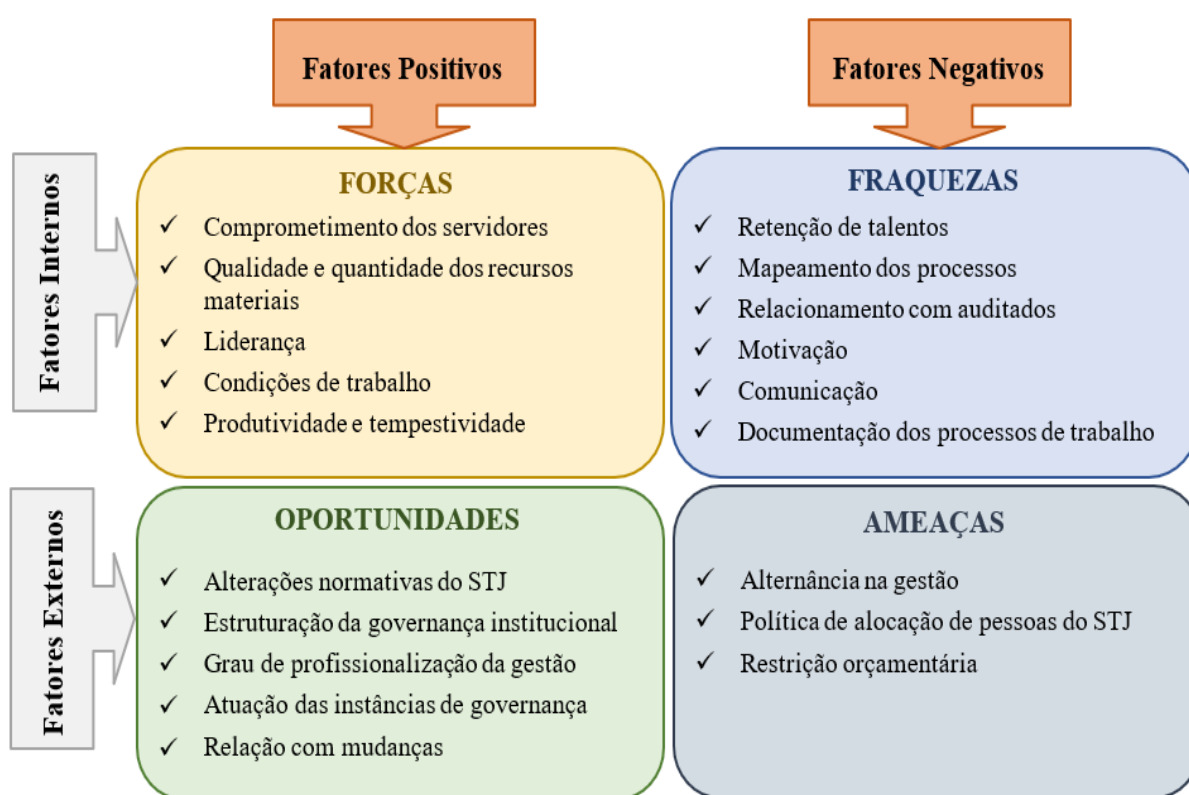 Fatores Positivos
Fatores Negativos
Fatores Internos
FORÇAS
✓ Comprometimento dos servidores
✓ Qualidade e quantidade dos recursos
materiais
✓ Liderança
✓ Condições de trabalho
✓ Produtividade e tempestividade
FRAQUEZAS
✓ Retenção de talentos
✓ Mapeamento dos processos
✓ Relacionamento com auditados
✓ Motivação
✓ Comunicação
✓ Documentação dos processos de trabalho
Fatores Externos
OPORTUNIDADES
✓ Alterações normativas do STJ
✓ Estruturação da governança institucional
✓ Grau de profissionalização da gestão
✓ Atuação das instâncias de governança
✓ Relação com mudanças
AMEAÇAS
✓ Alternância na gestão
✓ Política de alocação de pessoas do STJ
✓ Restrição orçamentária